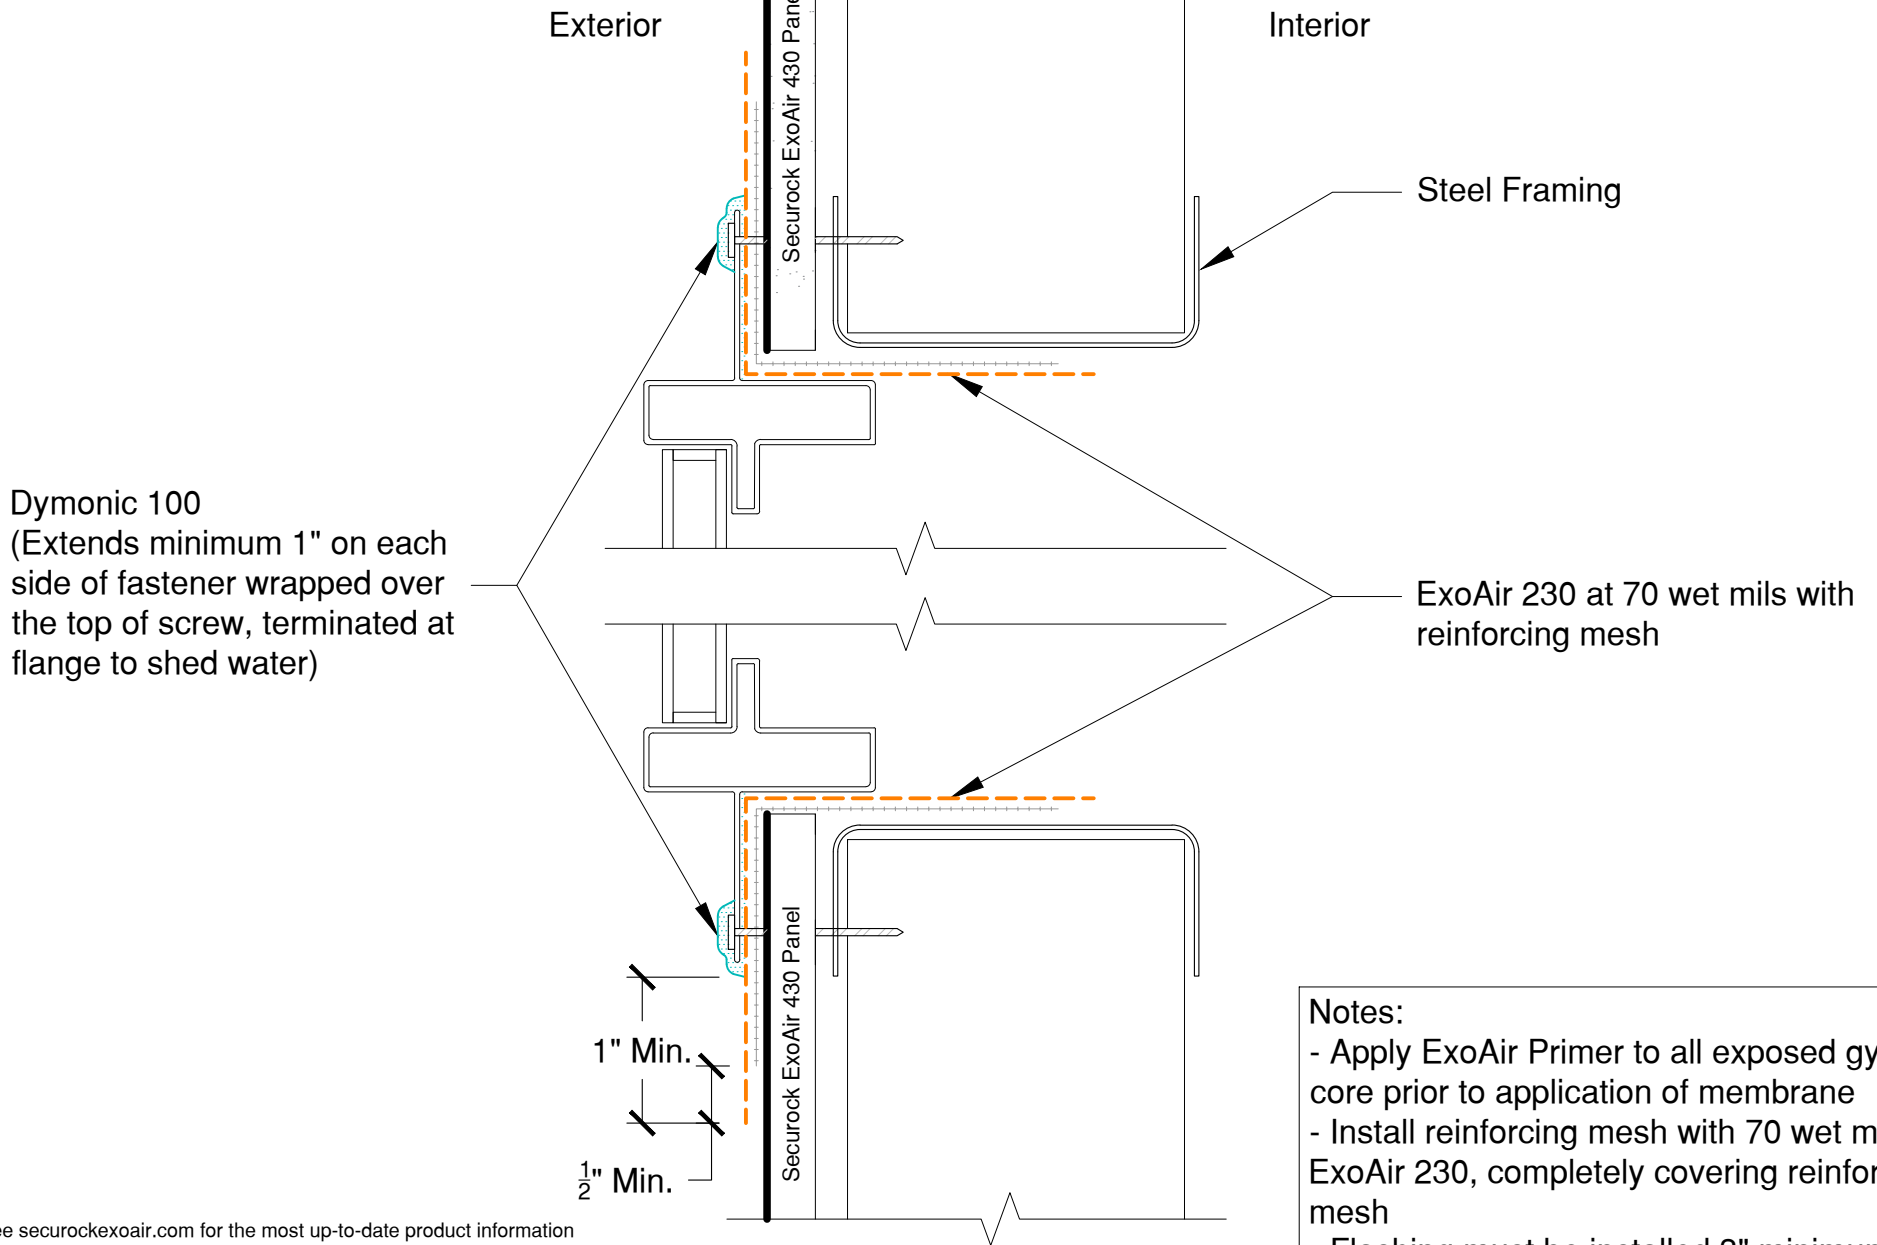 Exterior
Interior
Securock ExoAir 430
Steel Framing
Dymonic 100
(Extends minimum 1" on each
side of fastener wrapped over
the top of screw, terminated at
flange to shed water)
ExoAir 230 at 70 wet mils with
reinforcing mesh
Securock ExoAir 430 Panel
1" Min.
½" Min.
Notes:
- Apply ExoAir Primer to all exposed
core prior to application of membrane
- Install reinforcing mesh with 70 wet
ExoAir 230, completely covering
mesh
securockexoair.com for the most up-to-date product information